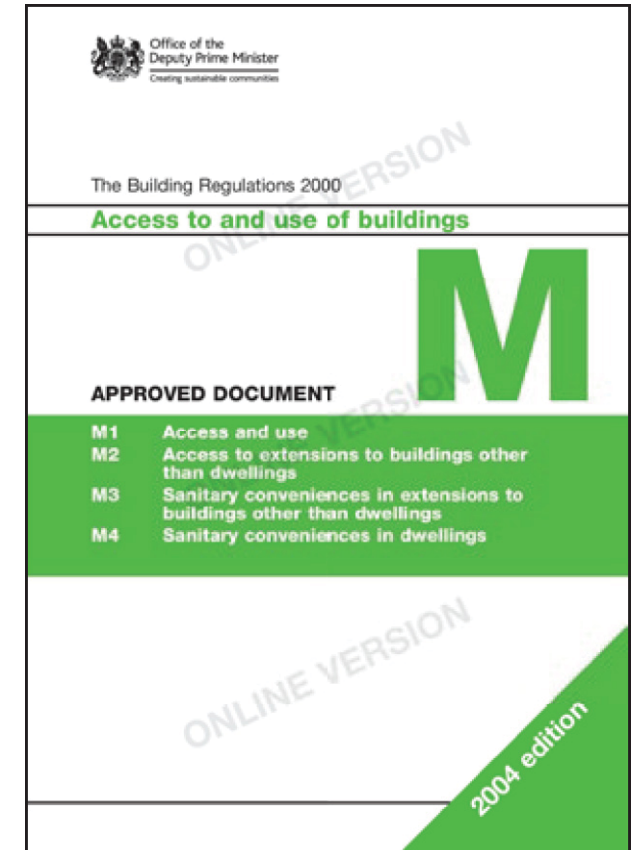 Office of the
Deputy Prime Minister
Creating sustainable communities
The Building Regulations 2000
Access to and use of buildings
ONLINE VERSION
M
APPROVED DOCUMENT
ONLINE VERSION
M1 Access and use
M2 Access to extensions to buildings other
than dwellings
M3 Sanitary conveniences in extensions to
buildings other than dwellings
M4 Sanitary conveniences in dwellings
ONLINE VERSION
2004 edition